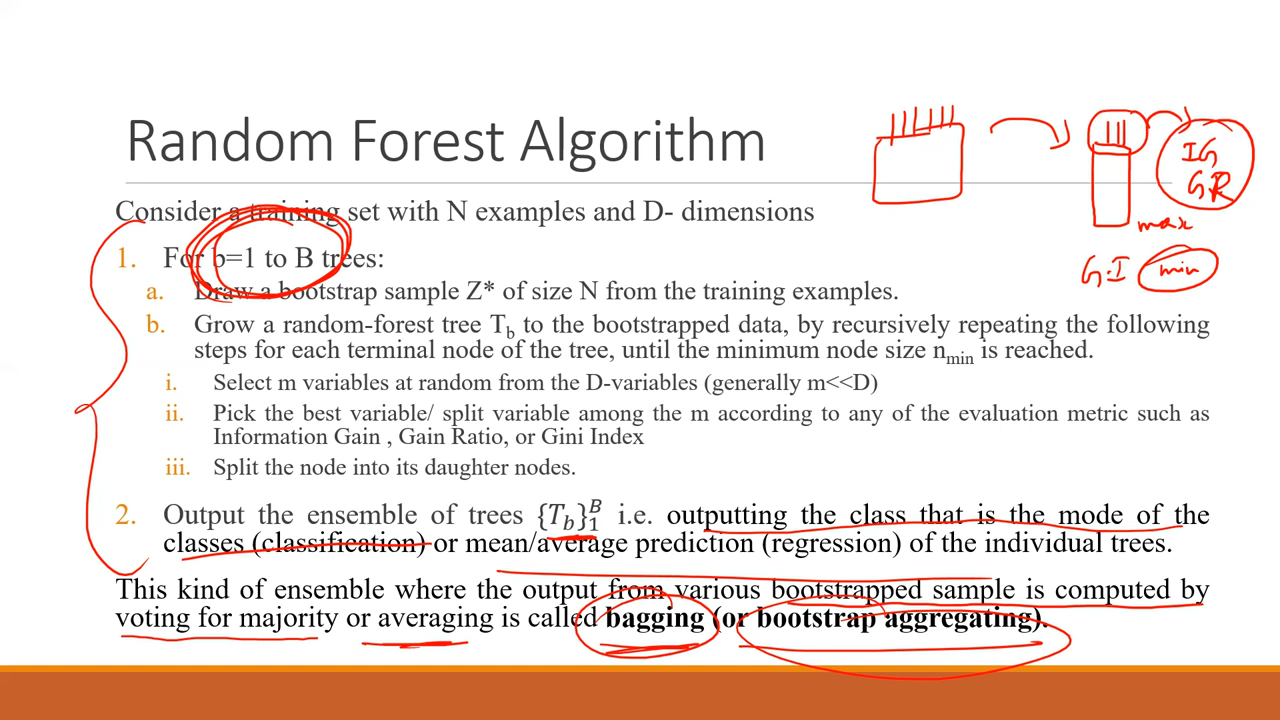 Random Forest Algorithm
Consider a training set with N examples and D- dimensions
1. For b=1 to B trees:
a. Draw a bootstrap sample Z* of size N from the training examples.
b. Grow a random-forest tree T_b to the bootstrapped data, by recursively repeating the following
steps for each terminal node of the tree, until the minimum node size n_min is reached.
i. Select m variables at random from the D-variables (generally m<<D)
ii. Pick the best variable/ split variable among the m according to any of the evaluation metric such as
Information Gain , Gain Ratio, or Gini Index
iii. Split the node into its daughter nodes.
2. Output the ensemble of trees {T_b}_1^B i.e. outputting the class that is the mode of the
classes (classification) or mean/average prediction (regression) of the individual trees.
This kind of ensemble where the output from various bootstrapped sample is computed by
voting for majority or averaging is called bagging (or bootstrap aggregating).
IG
GR
max
G.I min